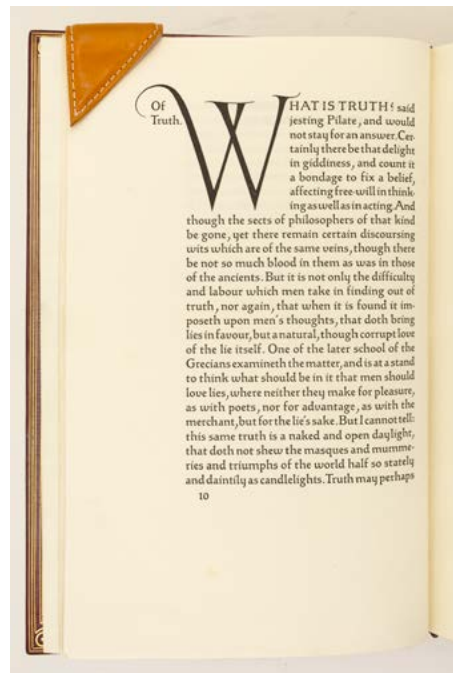 Of
Truth.
WHAT IS TRUTH? said
jesting Pilate, and would
not stay for an answer. Cer-
tainly there be that delight
in giddiness, and count it
a bondage to fix a belief,
affecting free-will in think-
ing as well as in acting. And
though the sects of philosophers of that kind
be gone, yet there remain certain discoursing
wits which are of the same veins, though there
be not so much blood in them as was in those
of the ancients. But it is not only the difficulty
and labour which men take in finding out of
truth, nor again, that when it is found it im-
poseth upon men's thoughts, that doth bring
lies in favour, but a natural, though corrupt love
of the lie itself. One of the later school of the
Grecians examineth the matter, and is at a stand
to think what should be in it that men should
love lies, where neither they make for pleasure,
as with poets, nor for advantage, as with the
merchant, but for the lie's sake. But I cannot tell:
this same truth is a naked and open daylight,
that doth not shew the masques and mumme-
ries and triumphs of the world half so stately
and daintily as candlelights. Truth may perhaps
10